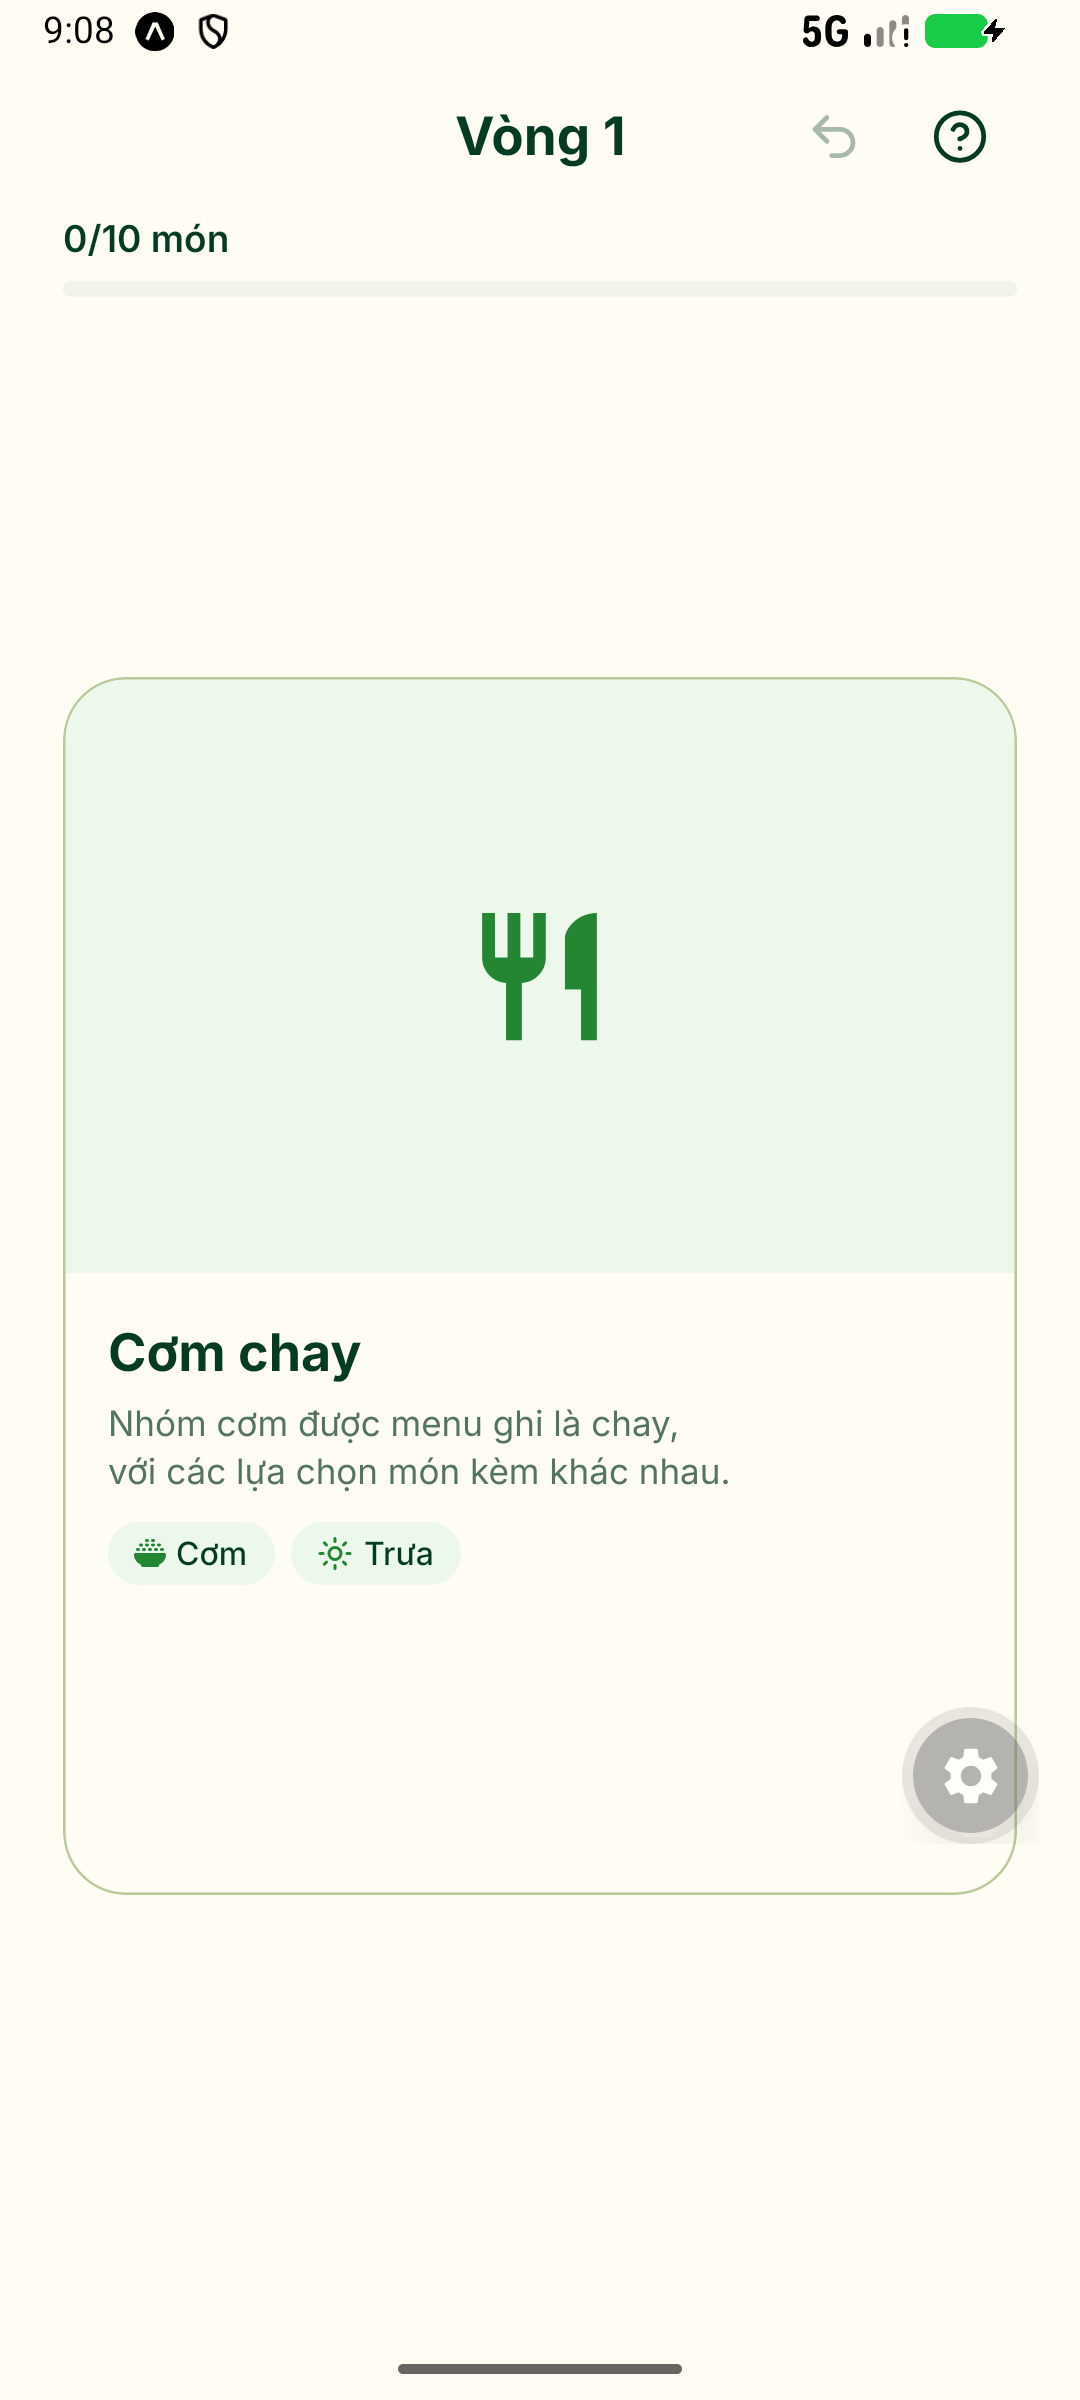 9:08
5G
Vòng 1
0/10 món
Cơm chay
Nhóm cơm được menu ghi là chay,
với các lựa chọn món kèm khác nhau.
Cơm
Trưa